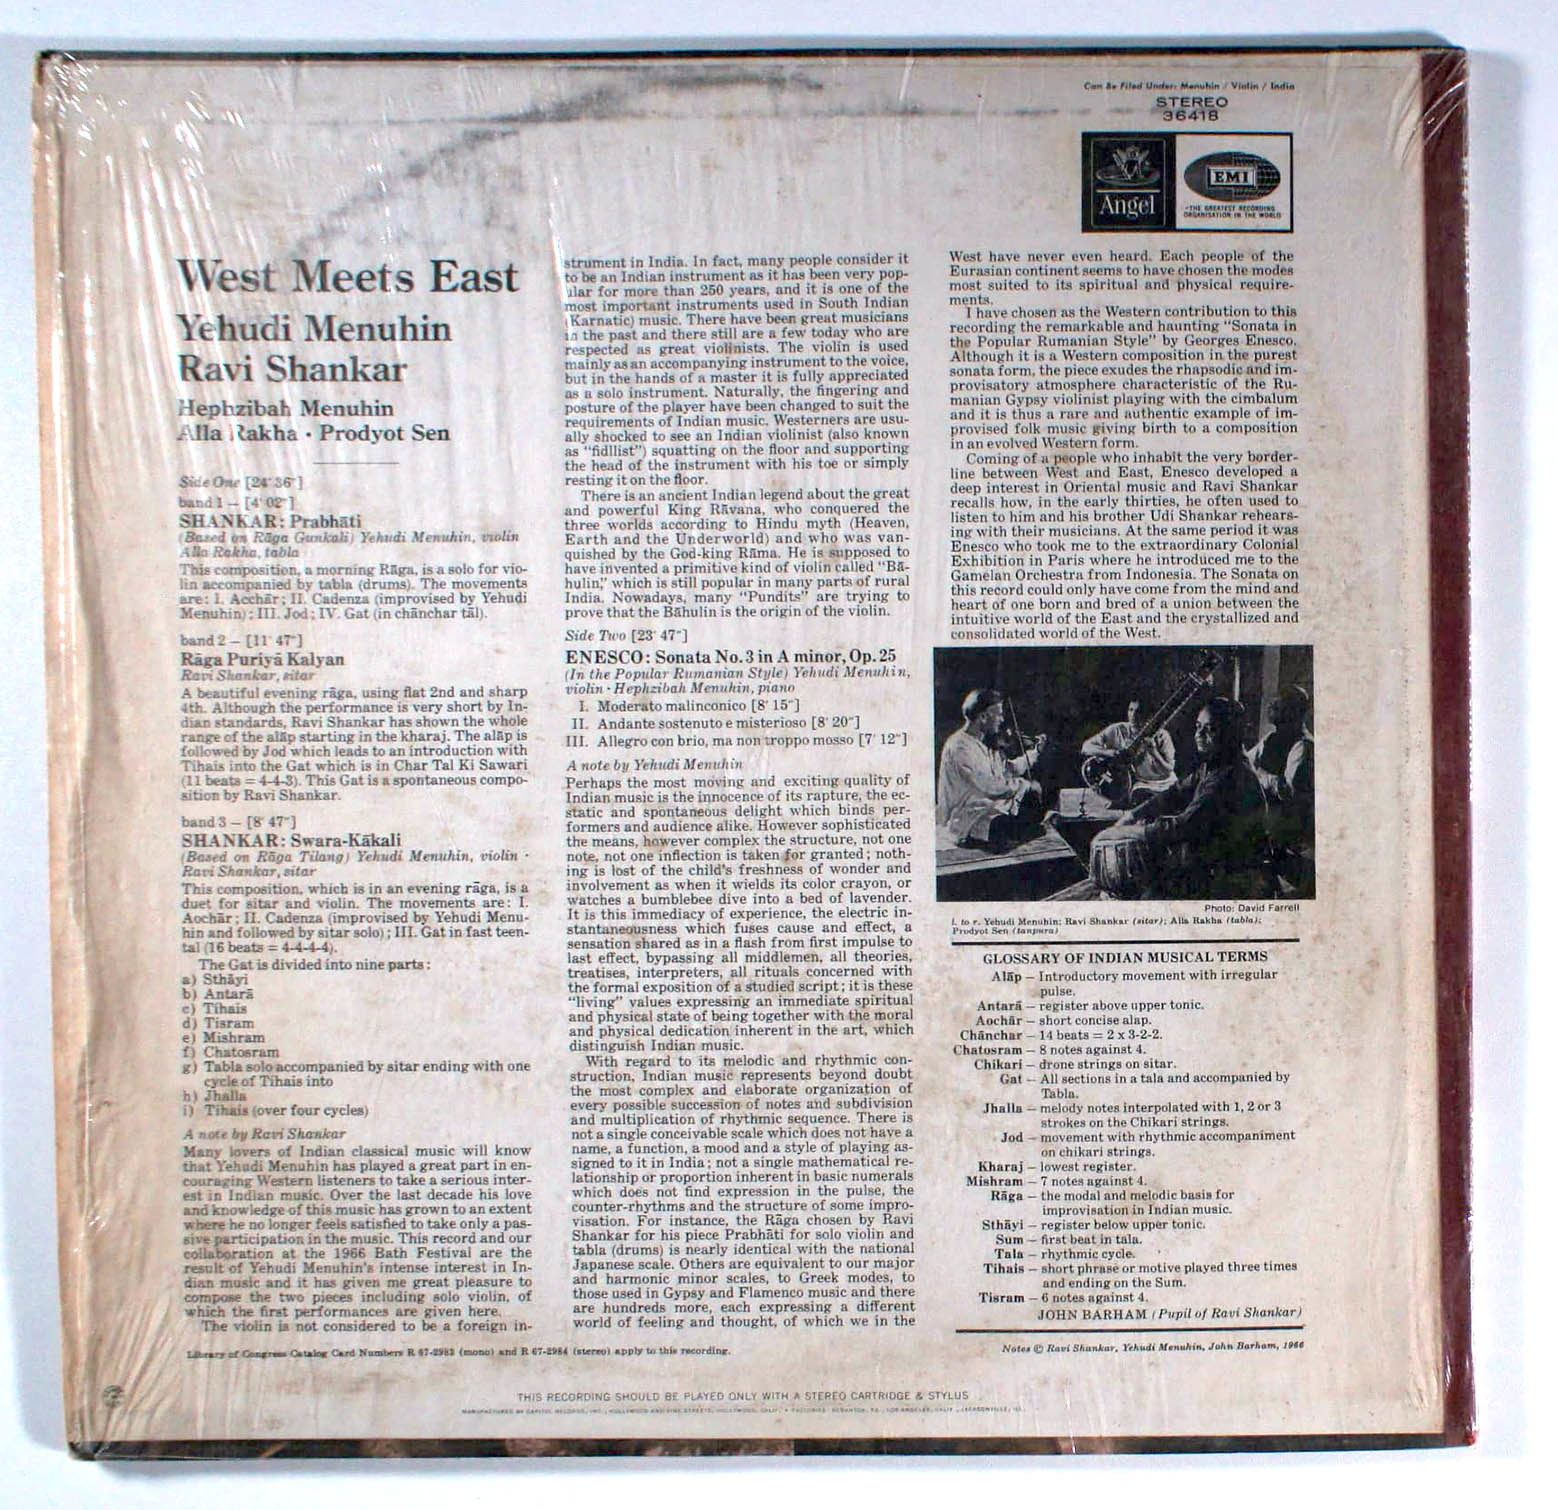 Can Be Filed Under: Menuhin / Violin / India
STEREO
36418
Angel
EMI
THE GREATEST RECORDING
ORGANISATION IN THE WORLD
West Meets East
Yehudi Menuhin
Ravi Shankar
Hephzibah Menuhin
Alla Rakha · Prodyot Sen
Side One [24' 36"]
band 1 – [4' 02"]
SHANKAR: Prabhāti
(Based on Rāga Gunkali) Yehudi Menuhin, violin
Alla Rakha, tabla
This composition, a morning Rāga, is a solo for vio-
lin accompanied by tabla (drums). The movements
are: I. Aochār; II. Cadenza (improvised by Yehudi
Menuhin); III. Jod; IV. Gat (in chānchar tāl).
band 2 – [11' 47"]
Rāga Puriyā Kalyan
Ravi Shankar, sitar
A beautiful evening rāga, using flat 2nd and sharp
4th. Although the performance is very short by In-
dian standards, Ravi Shankar has shown the whole
range of the alāp starting in the kharaj. The alāp is
followed by Jod which leads to an introduction with
Tihais into the Gat which is in Char Tal Ki Sawari
(11 beats = 4-4-3). This Gat is a spontaneous compo-
sition by Ravi Shankar.
band 3 – [8' 47"]
SHANKAR: Swara-Kākali
(Based on Rāga Tilang) Yehudi Menuhin, violin ·
Ravi Shankar, sitar
This composition, which is in an evening rāga, is a
duet for sitar and violin. The movements are: I.
Aochār; II. Cadenza (improvised by Yehudi Menu-
hin and followed by sitar solo); III. Gat in fast teen-
tal (16 beats = 4-4-4-4).
The Gat is divided into nine parts:
a) Sthāyi
b) Antarā
c) Tihais
d) Tisram
e) Mishram
f) Chatosram
g) Tabla solo accompanied by sitar ending with one
cycle of Tihais into
h) Jhalla
i) Tihais (over four cycles)
A note by Ravi Shankar
Many lovers of Indian classical music will know
that Yehudi Menuhin has played a great part in en-
couraging Western listeners to take a serious inter-
est in Indian music. Over the last decade his love
and knowledge of this music has grown to an extent
where he no longer feels satisfied to take only a pas-
sive participation in the music. This record and our
collaboration at the 1966 Bath Festival are the
result of Yehudi Menuhin's intense interest in In-
dian music and it has given me great pleasure to
compose the two pieces including solo violin, of
which the first performances are given here.
The violin is not considered to be a foreign in-
strument in India. In fact, many people consider it
to be an Indian instrument as it has been very pop-
ular for more than 250 years, and it is one of the
most important instruments used in South Indian
(Karnatic) music. There have been great musicians
in the past and there still are a few today who are
respected as great violinists. The violin is used
mainly as an accompanying instrument to the voice,
but in the hands of a master it is fully appreciated
as a solo instrument. Naturally, the fingering and
posture of the player have been changed to suit the
requirements of Indian music. Westerners are usu-
ally shocked to see an Indian violinist (also known
as "fidllist") squatting on the floor and supporting
the head of the instrument with his toe or simply
resting it on the floor.
There is an ancient Indian legend about the great
and powerful King Rāvana, who conquered the
three worlds according to Hindu myth (Heaven,
Earth and the Underworld) and who was van-
quished by the God-king Rāma. He is supposed to
have invented a primitive kind of violin called "Bā-
hulin," which is still popular in many parts of rural
India. Nowadays, many "Pundits" are trying to
prove that the Bāhulin is the origin of the violin.
Side Two [23' 47"]
ENESCO: Sonata No. 3 in A minor, Op. 25
(In the Popular Rumanian Style) Yehudi Menuhin,
violin · Hephzibah Menuhin, piano
I. Moderato malinconico [8' 15"]
II. Andante sostenuto e misterioso [8' 20"]
III. Allegro con brio, ma non troppo mosso [7' 12"]
A note by Yehudi Menuhin
Perhaps the most moving and exciting quality of
Indian music is the innocence of its rapture, the ec-
static and spontaneous delight which binds per-
formers and audience alike. However sophisticated
the means, however complex the structure, not one
note, not one inflection is taken for granted; noth-
ing is lost of the child's freshness of wonder and
involvement as when it wields its color crayon, or
watches a bumblebee dive into a bed of lavender.
It is this immediacy of experience, the electric in-
stantaneousness which fuses cause and effect, a
sensation shared as in a flash from first impulse to
last effect, bypassing all middlemen, all theories,
treatises, interpreters, all rituals concerned with
the formal exposition of a studied script; it is these
"living" values expressing an immediate spiritual
and physical state of being together with the moral
and physical dedication inherent in the art, which
distinguish Indian music.
With regard to its melodic and rhythmic con-
struction, Indian music represents beyond doubt
the most complex and elaborate organization of
every possible succession of notes and subdivision
and multiplication of rhythmic sequence. There is
not a single conceivable scale which does not have a
name, a function, a mood and a style of playing as-
signed to it in India; not a single mathematical re-
lationship or proportion inherent in basic numerals
which does not find expression in the pulse, the
counter-rhythms and the structure of some impro-
visation. For instance, the Rāga chosen by Ravi
Shankar for his piece Prabhāti for solo violin and
tabla (drums) is nearly identical with the national
Japanese scale. Others are equivalent to our major
and harmonic minor scales, to Greek modes, to
those used in Gypsy and Flamenco music and there
are hundreds more, each expressing a different
world of feeling and thought, of which we in the
West have never even heard. Each people of the
Eurasian continent seems to have chosen the modes
most suited to its spiritual and physical require-
ments.
I have chosen as the Western contribution to this
recording the remarkable and haunting "Sonata in
the Popular Rumanian Style" by Georges Enesco.
Although it is a Western composition in the purest
sonata form, the piece exudes the rhapsodic and im-
provisatory atmosphere characteristic of the Ru-
manian Gypsy violinist playing with the cimbalum
and it is thus a rare and authentic example of im-
provised folk music giving birth to a composition
in an evolved Western form.
Coming of a people who inhabit the very border-
line between West and East, Enesco developed a
deep interest in Oriental music and Ravi Shankar
recalls how, in the early thirties, he often used to
listen to him and his brother Udi Shankar rehears-
ing with their musicians. At the same period it was
Enesco who took me to the extraordinary Colonial
Exhibition in Paris where he introduced me to the
Gamelan Orchestra from Indonesia. The Sonata on
this record could only have come from the mind and
heart of one born and bred of a union between the
intuitive world of the East and the crystallized and
consolidated world of the West.
Photo: David Farrell
l. to r. Yehudi Menuhin; Ravi Shankar (sitar); Alla Rakha (tabla);
Prodyot Sen (tanpura)
GLOSSARY OF INDIAN MUSICAL TERMS
Alāp – Introductory movement with irregular
pulse.
Antarā – register above upper tonic.
Aochār – short concise alap.
Chānchar – 14 beats = 2 x 3-2-2.
Chatosram – 8 notes against 4.
Chikari – drone strings on sitar.
Gat – All sections in a tala and accompanied by
Tabla.
Jhalla – melody notes interpolated with 1, 2 or 3
strokes on the Chikari strings.
Jod – movement with rhythmic accompaniment
on chikari strings.
Kharaj – lowest register.
Mishram – 7 notes against 4.
Rāga – the modal and melodic basis for
improvisation in Indian music.
Sthāyi – register below upper tonic.
Sum – first beat in tala.
Tala – rhythmic cycle.
Tihais – short phrase or motive played three times
and ending on the Sum.
Tisram – 6 notes against 4.
JOHN BARHAM (Pupil of Ravi Shankar)
Library of Congress Catalog Card Numbers R 67-2983 (mono) and R 67-2984 (stereo) apply to this recording.
Notes © Ravi Shankar, Yehudi Menuhin, John Barham, 1966
THIS RECORDING SHOULD BE PLAYED ONLY WITH A STEREO CARTRIDGE & STYLUS
MANUFACTURED BY CAPITOL RECORDS, INC., HOLLYWOOD AND VINE STREETS, HOLLYWOOD, CALIF. • FACTORIES: SCRANTON, PA., LOS ANGELES, CALIF., JACKSONVILLE, ILL.